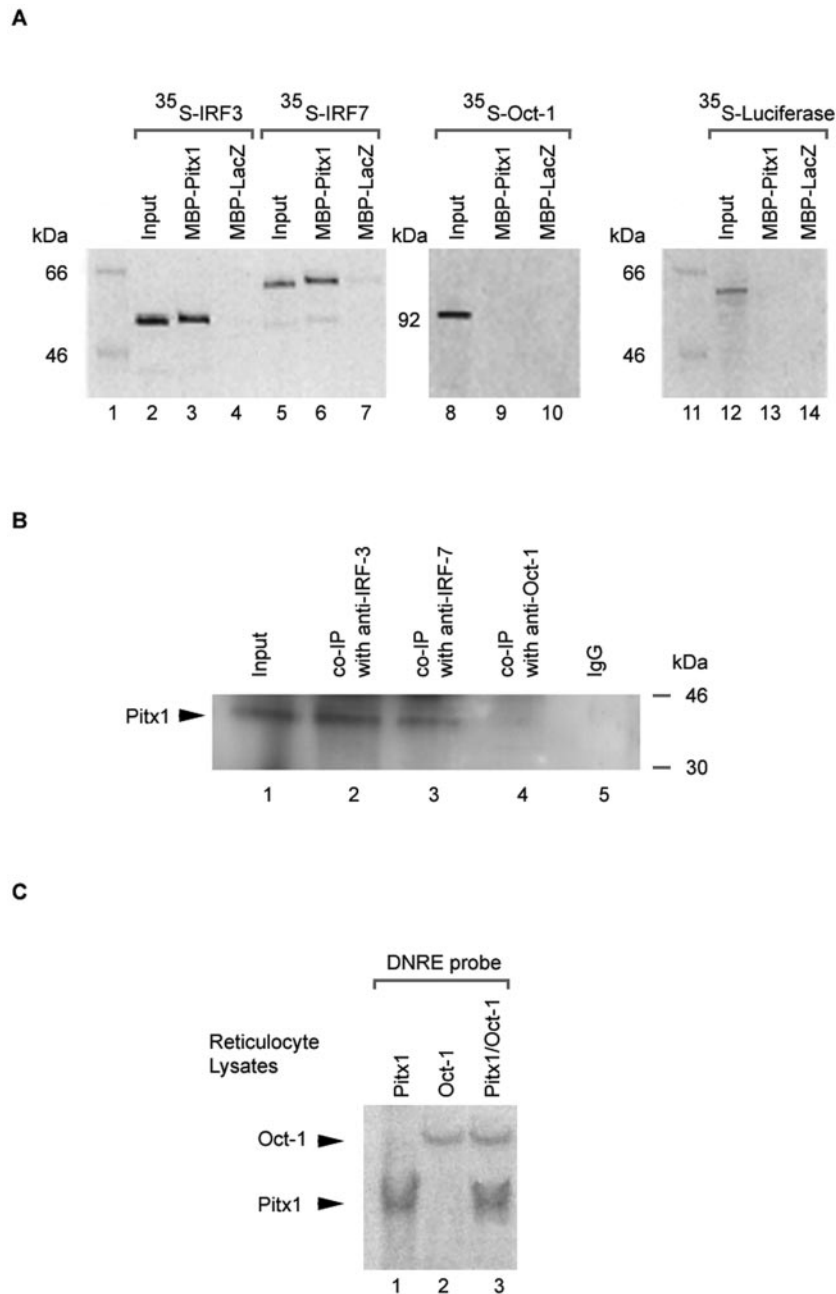 A
35S-IRF3 35S-IRF7 35S-Oct-1 35S-Luciferase
kDa Input MBP-Pitx1 MBP-LacZ Input MBP-Pitx1 MBP-LacZ kDa Input MBP-Pitx1 MBP-LacZ Input MBP-Pitx1 MBP-LacZ
66 66
92
46 46
1 2 3 4 5 6 7 8 9 10 11 12 13 14
B
Input
co-IP
with anti-IRF-3
co-IP
with anti-IRF-7
co-IP
with anti-Oct-1
IgG
kDa
46
Pitx1
30
1 2 3 4 5
C
DNRE probe
Reticulocyte
Lysates
Pitx1 Oct-1 Pitx1/Oct-1
Oct-1
Pitx1
1 2 3